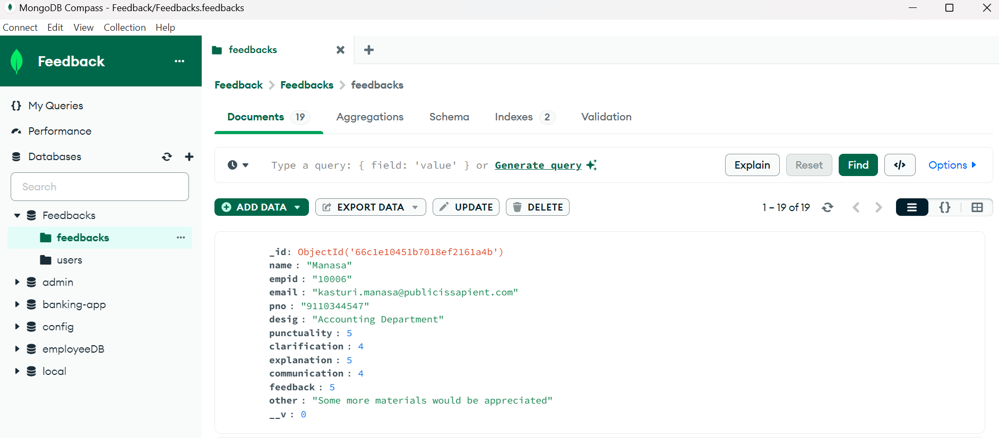 MongoDB Compass - Feedback/Feedbacks.feedbacks
Connect Edit View Collection Help
Feedback
My Queries
Performance
Databases
Search
Feedbacks
feedbacks
users
admin
banking-app
config
employeeDB
local
feedbacks
Feedback > Feedbacks > feedbacks
Documents 19 Aggregations Schema Indexes 2 Validation
Type a query: { field: 'value' } or Generate query
Explain Reset Find </> Options
ADD DATA EXPORT DATA UPDATE DELETE
1 – 19 of 19
_id: ObjectId('66c1e10451b7018ef2161a4b')
name : "Manasa"
empid : "10006"
email : "kasturi.manasa@publicissapient.com"
pno : "9110344547"
desig : "Accounting Department"
punctuality : 5
clarification : 4
explanation : 5
communication : 4
feedback : 5
other : "Some more materials would be appreciated"
__v : 0